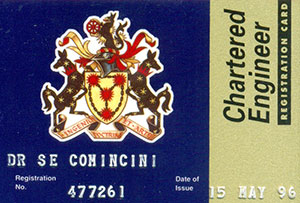 Chartered
Engineer
REGISTRATION CARD
DR SE COMINCINI
Registration
No.
477261
Date of
Issue
15 MAY 96